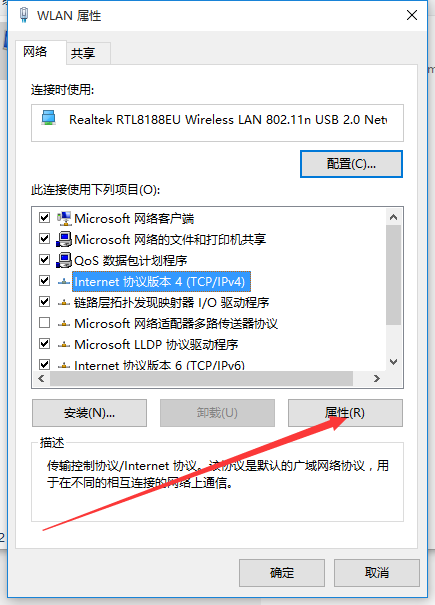 WLAN 属性
网络
共享
连接时使用:
Realtek RTL8188EU Wireless LAN 802.11n USB 2.0 Netw
配置(C)...
此连接使用下列项目(O):
Microsoft 网络客户端
Microsoft 网络的文件和打印机共享
QoS 数据包计划程序
Internet 协议版本 4 (TCP/IPv4)
链路层拓扑发现映射器 I/O 驱动程序
Microsoft 网络适配器多路传送器协议
Microsoft LLDP 协议驱动程序
Internet 协议版本 6 (TCP/IPv6)
安装(N)...
卸载(U)
属性(R)
描述
传输控制协议/Internet 协议。该协议是默认的广域网络协议，用
于在不同的相互连接的网络上通信。
确定
取消